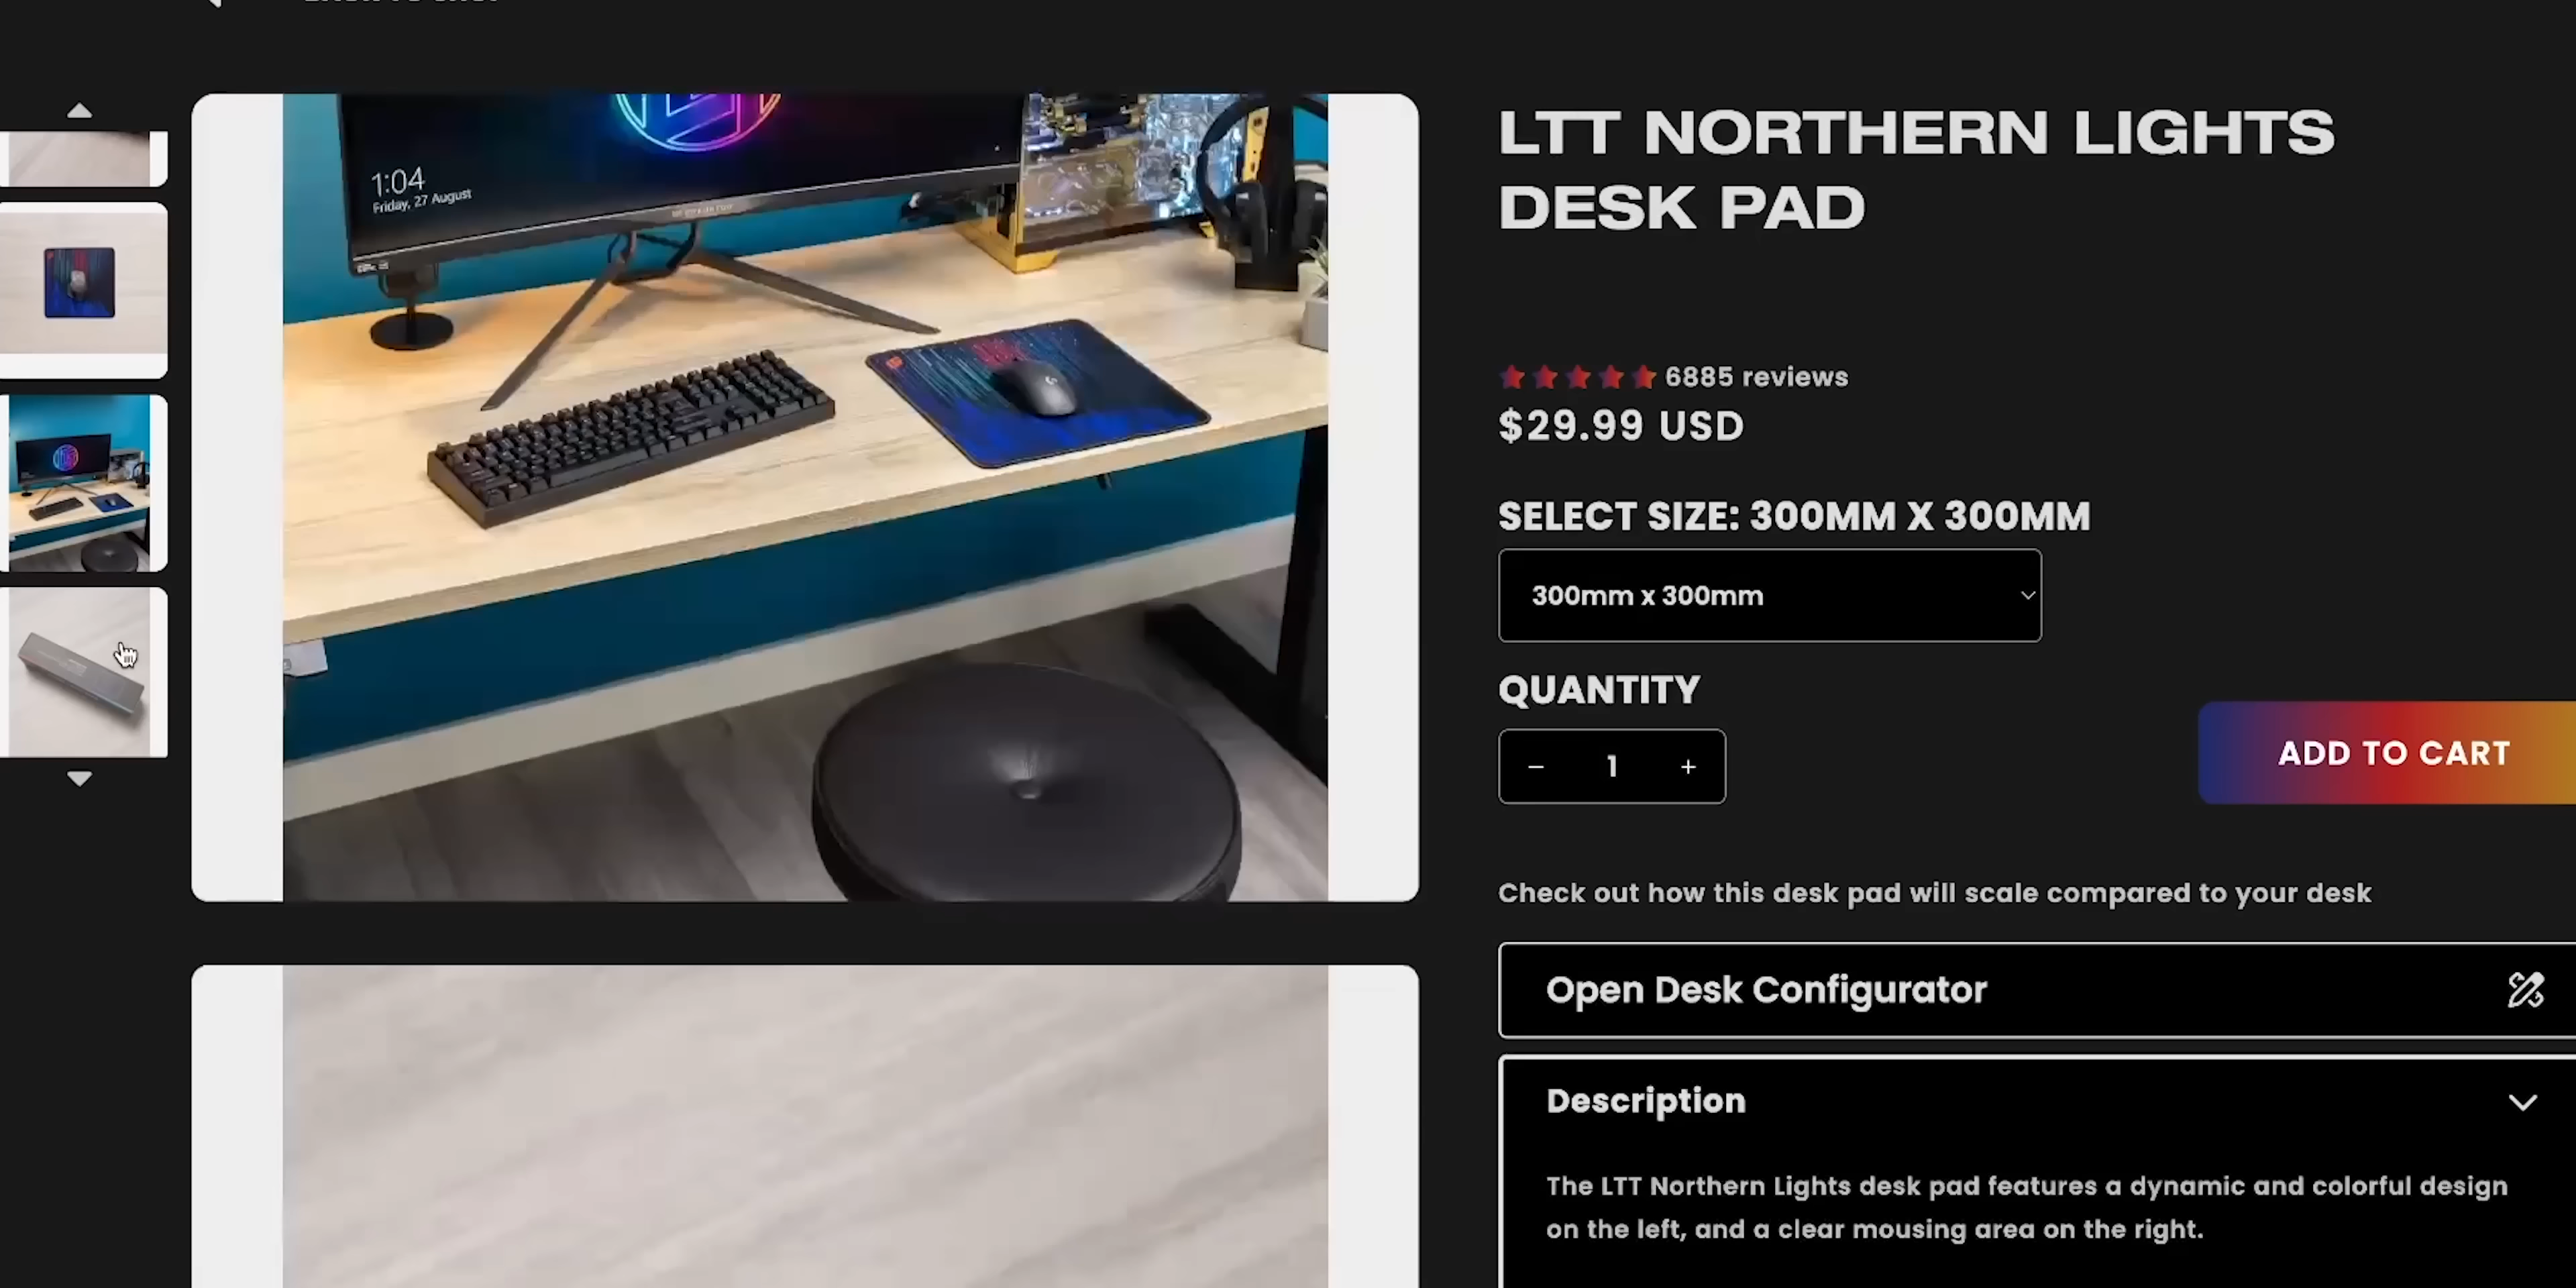 LTT NORTHERN LIGHTS
DESK PAD
6885 reviews
$29.99 USD
SELECT SIZE: 300MM X 300MM
300mm x 300mm
QUANTITY
− 1 +
ADD TO CART
Check out how this desk pad will scale compared to your desk
Open Desk Configurator
Description
The LTT Northern Lights desk pad features a dynamic and colorful design
on the left, and a clear mousing area on the right.
1:04
Friday, 27 August